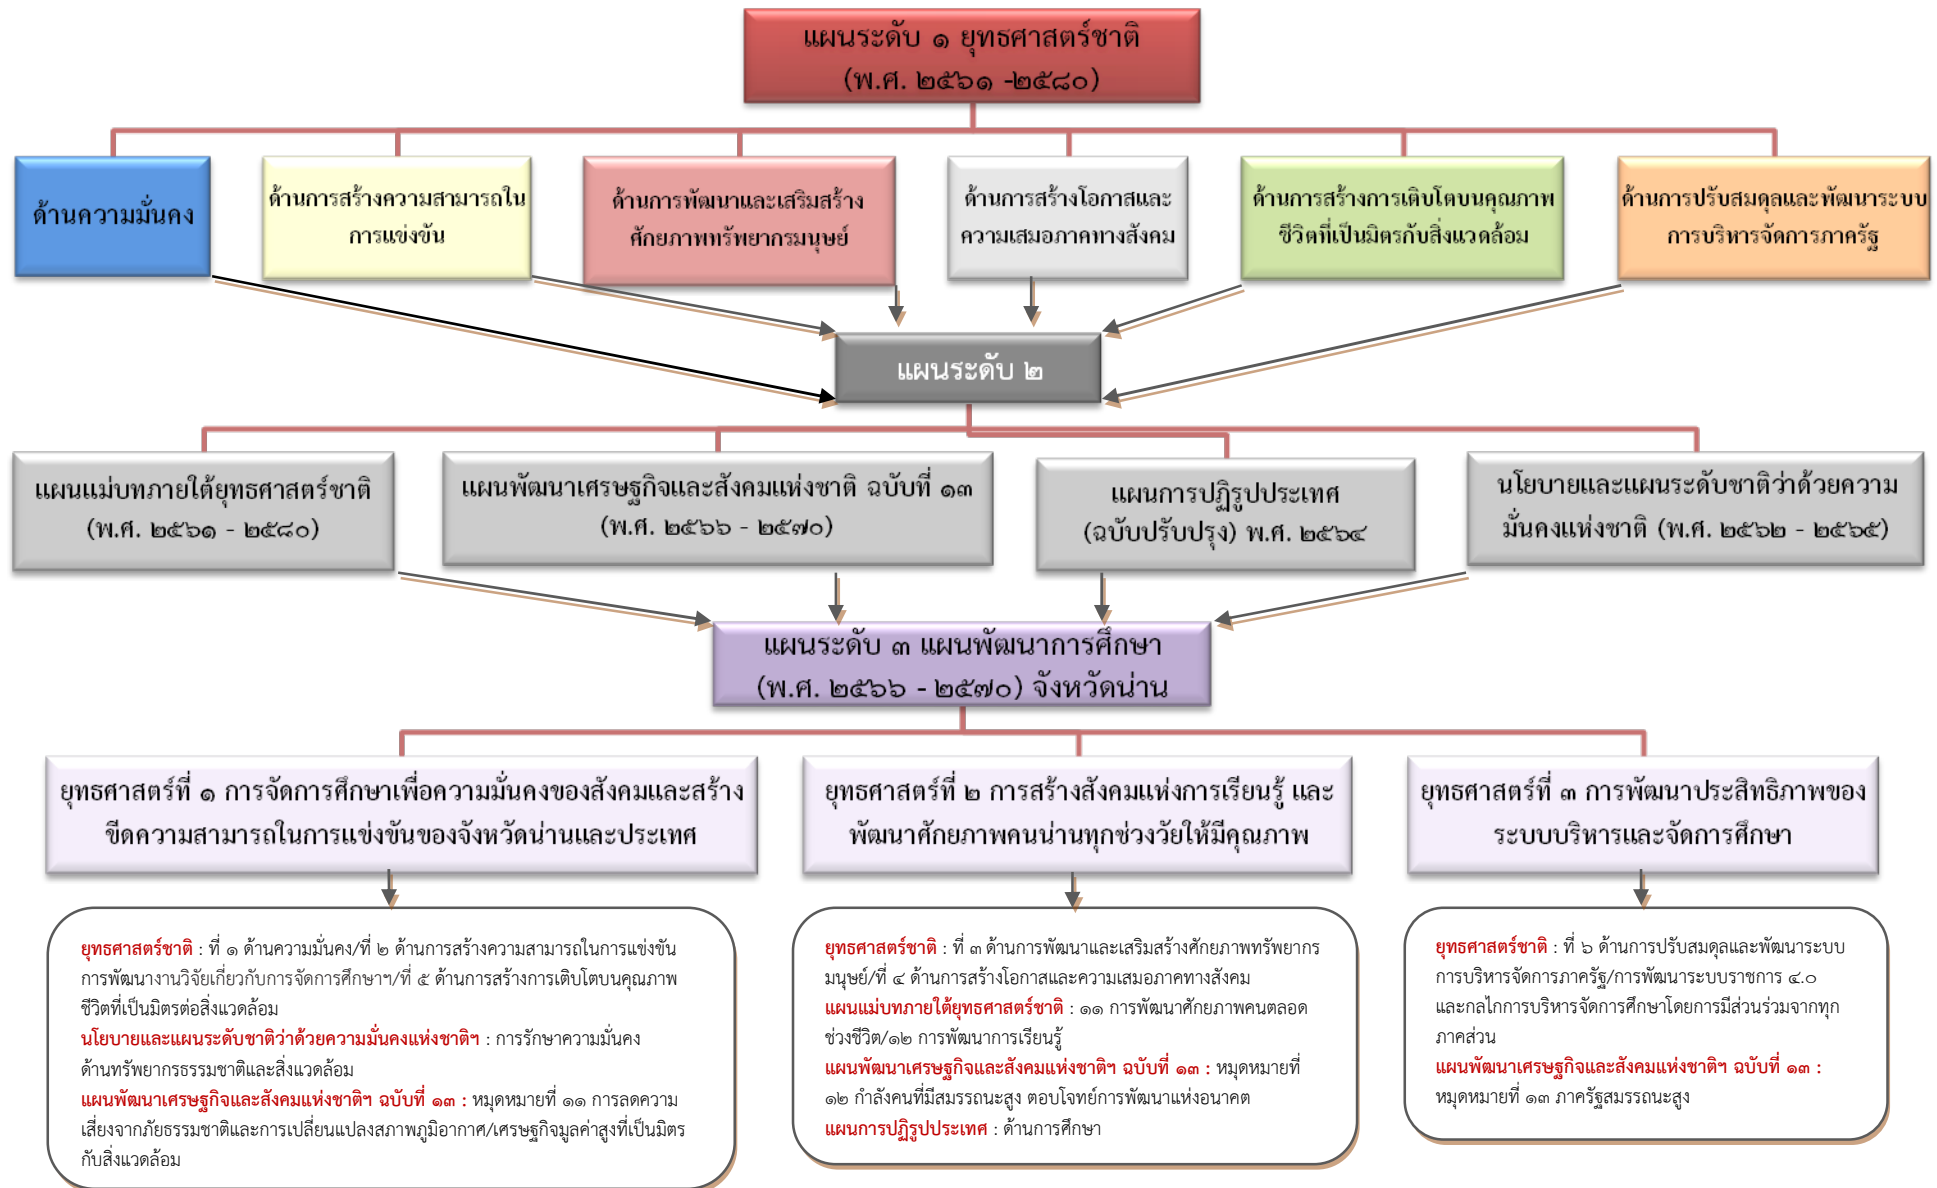 แผนระดับ ๑ ยุทธศาสตร์ชาติ
(พ.ศ. ๒๕๖๑ -๒๕๘๐)
ด้านความมั่นคง
ด้านการสร้างความสามารถใน
การแข่งขัน
ด้านการพัฒนาและเสริมสร้าง
ศักยภาพทรัพยากรมนุษย์
ด้านการสร้างโอกาสและ
ความเสมอภาคทางสังคม
ด้านการสร้างการเติบโตบนคุณภาพ
ชีวิตที่เป็นมิตรกับสิ่งแวดล้อม
ด้านการปรับสมดุลและพัฒนาระบบ
การบริหารจัดการภาครัฐ
แผนระดับ ๒
แผนแม่บทภายใต้ยุทธศาสตร์ชาติ
(พ.ศ. ๒๕๖๑ - ๒๕๘๐)
แผนพัฒนาเศรษฐกิจและสังคมแห่งชาติ ฉบับที่ ๑๓
(พ.ศ. ๒๕๖๖ - ๒๕๗๐)
แผนการปฏิรูปประเทศ
(ฉบับปรับปรุง) พ.ศ. ๒๕๖๔
นโยบายและแผนระดับชาติว่าด้วยความ
มั่นคงแห่งชาติ (พ.ศ. ๒๕๖๒ - ๒๕๖๕)
แผนระดับ ๓ แผนพัฒนาการศึกษา
(พ.ศ. ๒๕๖๖ - ๒๕๗๐) จังหวัดน่าน
ยุทธศาสตร์ที่ ๑ การจัดการศึกษาเพื่อความมั่นคงของสังคมและสร้าง
ขีดความสามารถในการแข่งขันของจังหวัดน่านและประเทศ
ยุทธศาสตร์ที่ ๒ การสร้างสังคมแห่งการเรียนรู้ และ
พัฒนาศักยภาพคนน่านทุกช่วงวัยให้มีคุณภาพ
ยุทธศาสตร์ที่ ๓ การพัฒนาประสิทธิภาพของ
ระบบบริหารและจัดการศึกษา
ยุทธศาสตร์ชาติ : ที่ ๑ ด้านความมั่นคง/ที่ ๒ ด้านการสร้างความสามารถในการแข่งขัน
การพัฒนางานวิจัยเกี่ยวกับการจัดการศึกษาฯ/ที่ ๕ ด้านการสร้างการเติบโตบนคุณภาพ
ชีวิตที่เป็นมิตรต่อสิ่งแวดล้อม
นโยบายและแผนระดับชาติว่าด้วยความมั่นคงแห่งชาติฯ : การรักษาความมั่นคง
ด้านทรัพยากรธรรมชาติและสิ่งแวดล้อม
แผนพัฒนาเศรษฐกิจและสังคมแห่งชาติฯ ฉบับที่ ๑๓ : หมุดหมายที่ ๑๑ การลดความ
เสี่ยงจากภัยธรรมชาติและการเปลี่ยนแปลงสภาพภูมิอากาศ/เศรษฐกิจมูลค่าสูงที่เป็นมิตร
กับสิ่งแวดล้อม
ยุทธศาสตร์ชาติ : ที่ ๓ ด้านการพัฒนาและเสริมสร้างศักยภาพทรัพยากร
มนุษย์/ที่ ๔ ด้านการสร้างโอกาสและความเสมอภาคทางสังคม
แผนแม่บทภายใต้ยุทธศาสตร์ชาติ : ๑๑ การพัฒนาศักยภาพคนตลอด
ช่วงชีวิต/๑๒ การพัฒนาการเรียนรู้
แผนพัฒนาเศรษฐกิจและสังคมแห่งชาติฯ ฉบับที่ ๑๓ : หมุดหมายที่
๑๒ กำลังคนที่มีสมรรถนะสูง ตอบโจทย์การพัฒนาแห่งอนาคต
แผนการปฏิรูปประเทศ : ด้านการศึกษา
ยุทธศาสตร์ชาติ : ที่ ๖ ด้านการปรับสมดุลและพัฒนาระบบ
การบริหารจัดการภาครัฐ/การพัฒนาระบบราชการ ๔.๐
และกลไกการบริหารจัดการศึกษาโดยการมีส่วนร่วมจากทุก
ภาคส่วน
แผนพัฒนาเศรษฐกิจและสังคมแห่งชาติฯ ฉบับที่ ๑๓ :
หมุดหมายที่ ๑๓ ภาครัฐสมรรถนะสูง